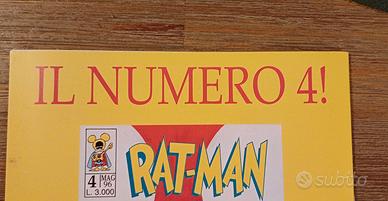 IL NUMERO 4!
RAT-MAN
4 MAG 96
L. 3.000
subito